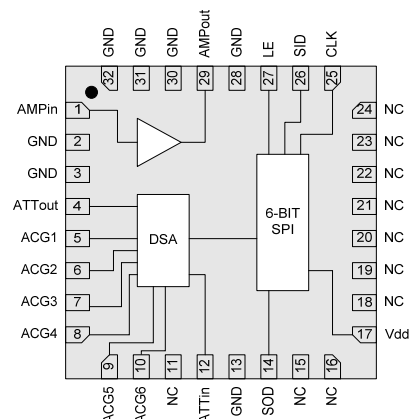 GND
GND
GND
AMPout
GND
LE
SID
CLK
32
31
30
29
28
27
26
25
AMPin 1
GND 2
GND 3
ATTout 4
ACG1 5
ACG2 6
ACG3 7
ACG4 8
DSA
6-BIT
SPI
24 NC
23 NC
22 NC
21 NC
20 NC
19 NC
18 NC
17 Vdd
9
10
11
12
13
14
15
16
ACG5
ACG6
NC
ATTin
GND
SOD
NC
NC